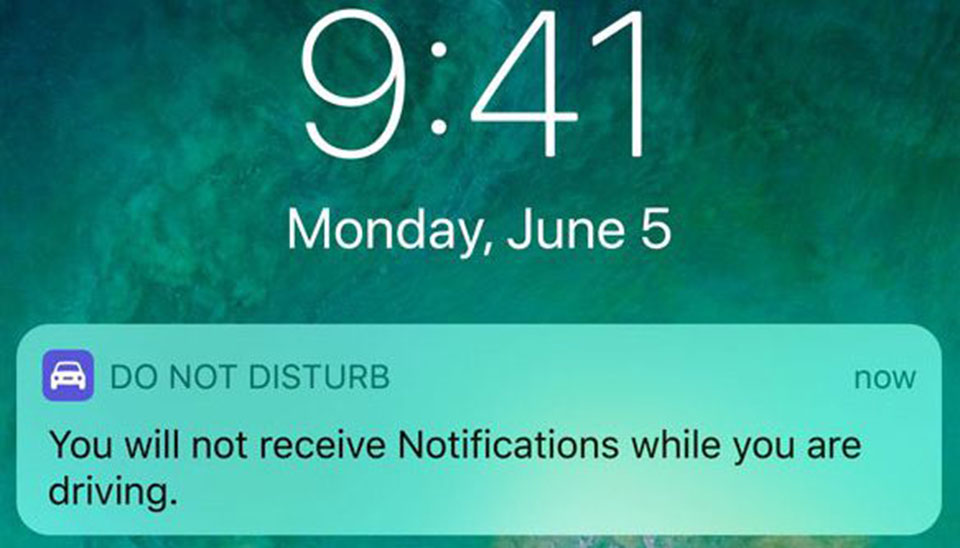 9:41
Monday, June 5
DO NOT DISTURB now
You will not receive Notifications while you are
driving.